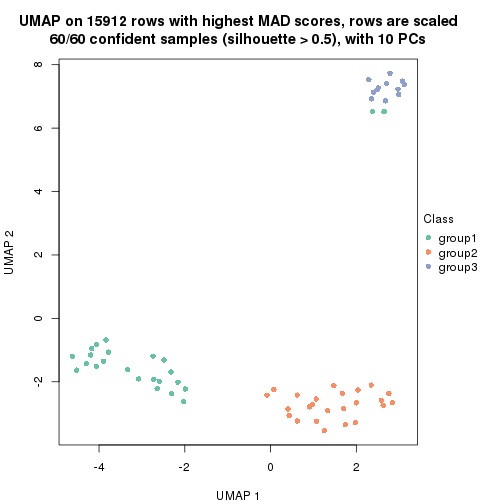 UMAP on 15912 rows with highest MAD scores, rows are scaled
60/60 confident samples (silhouette > 0.5), with 10 PCs
8
6
4
2
0
-2
UMAP 2
-4
-2
0
2
UMAP 1
Class
group1
group2
group3